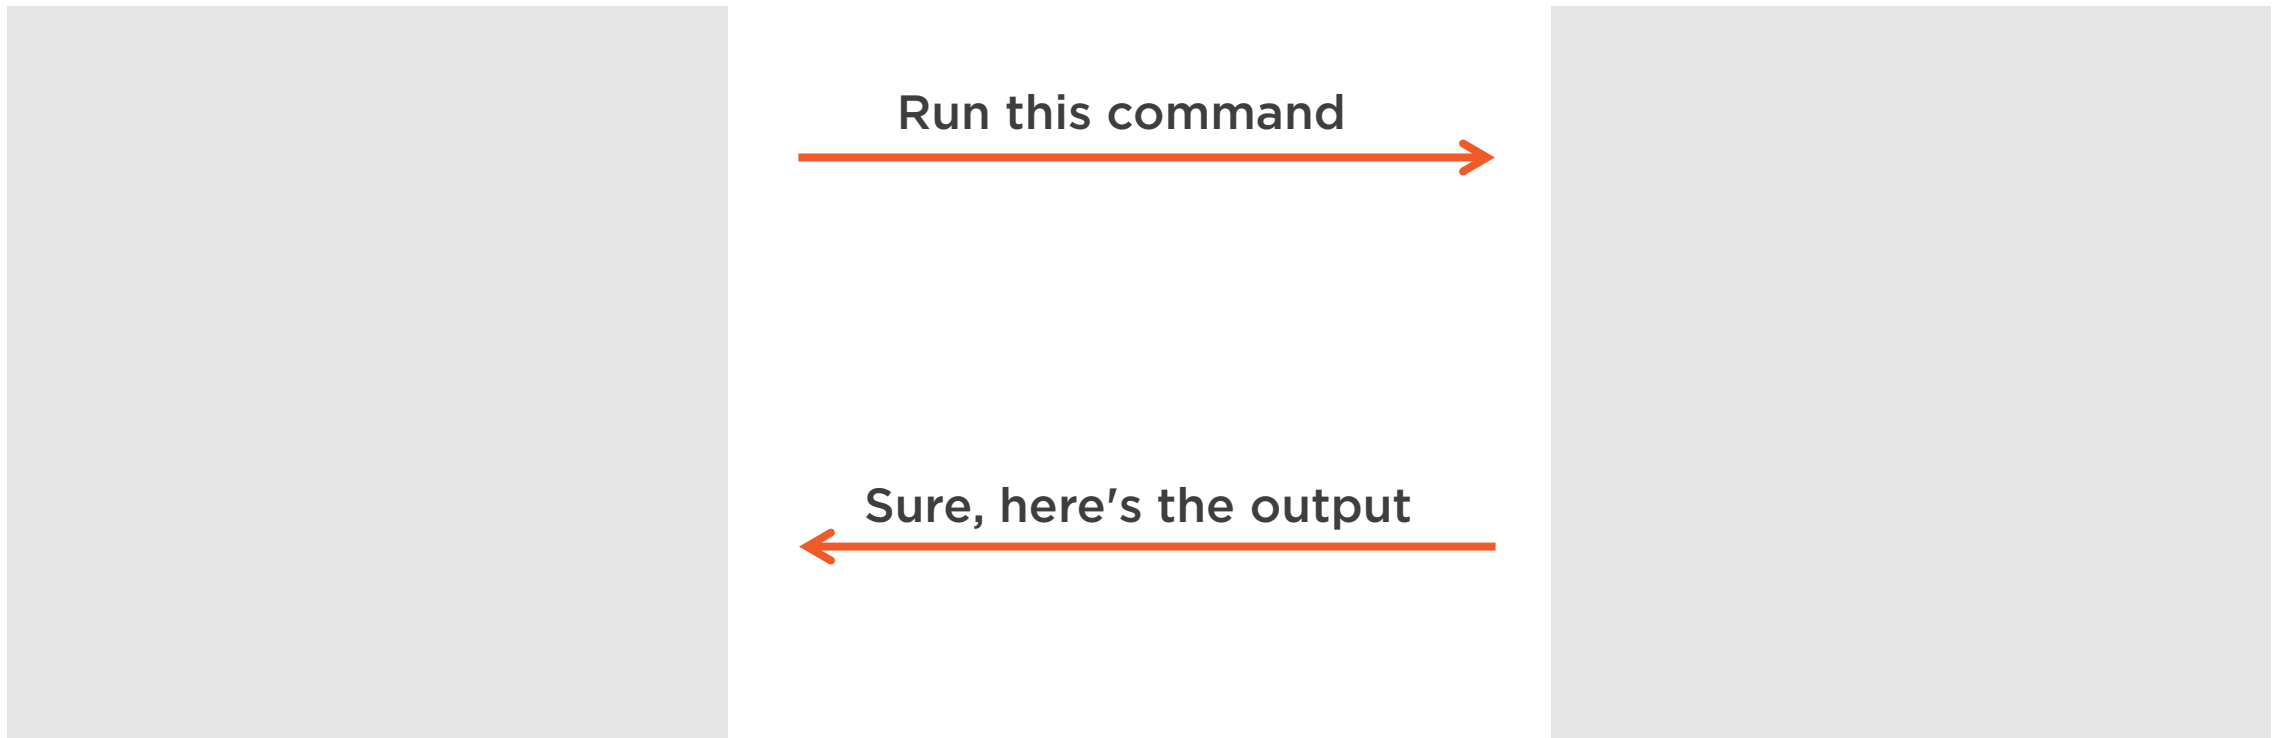 Run this command
Sure, here's the output